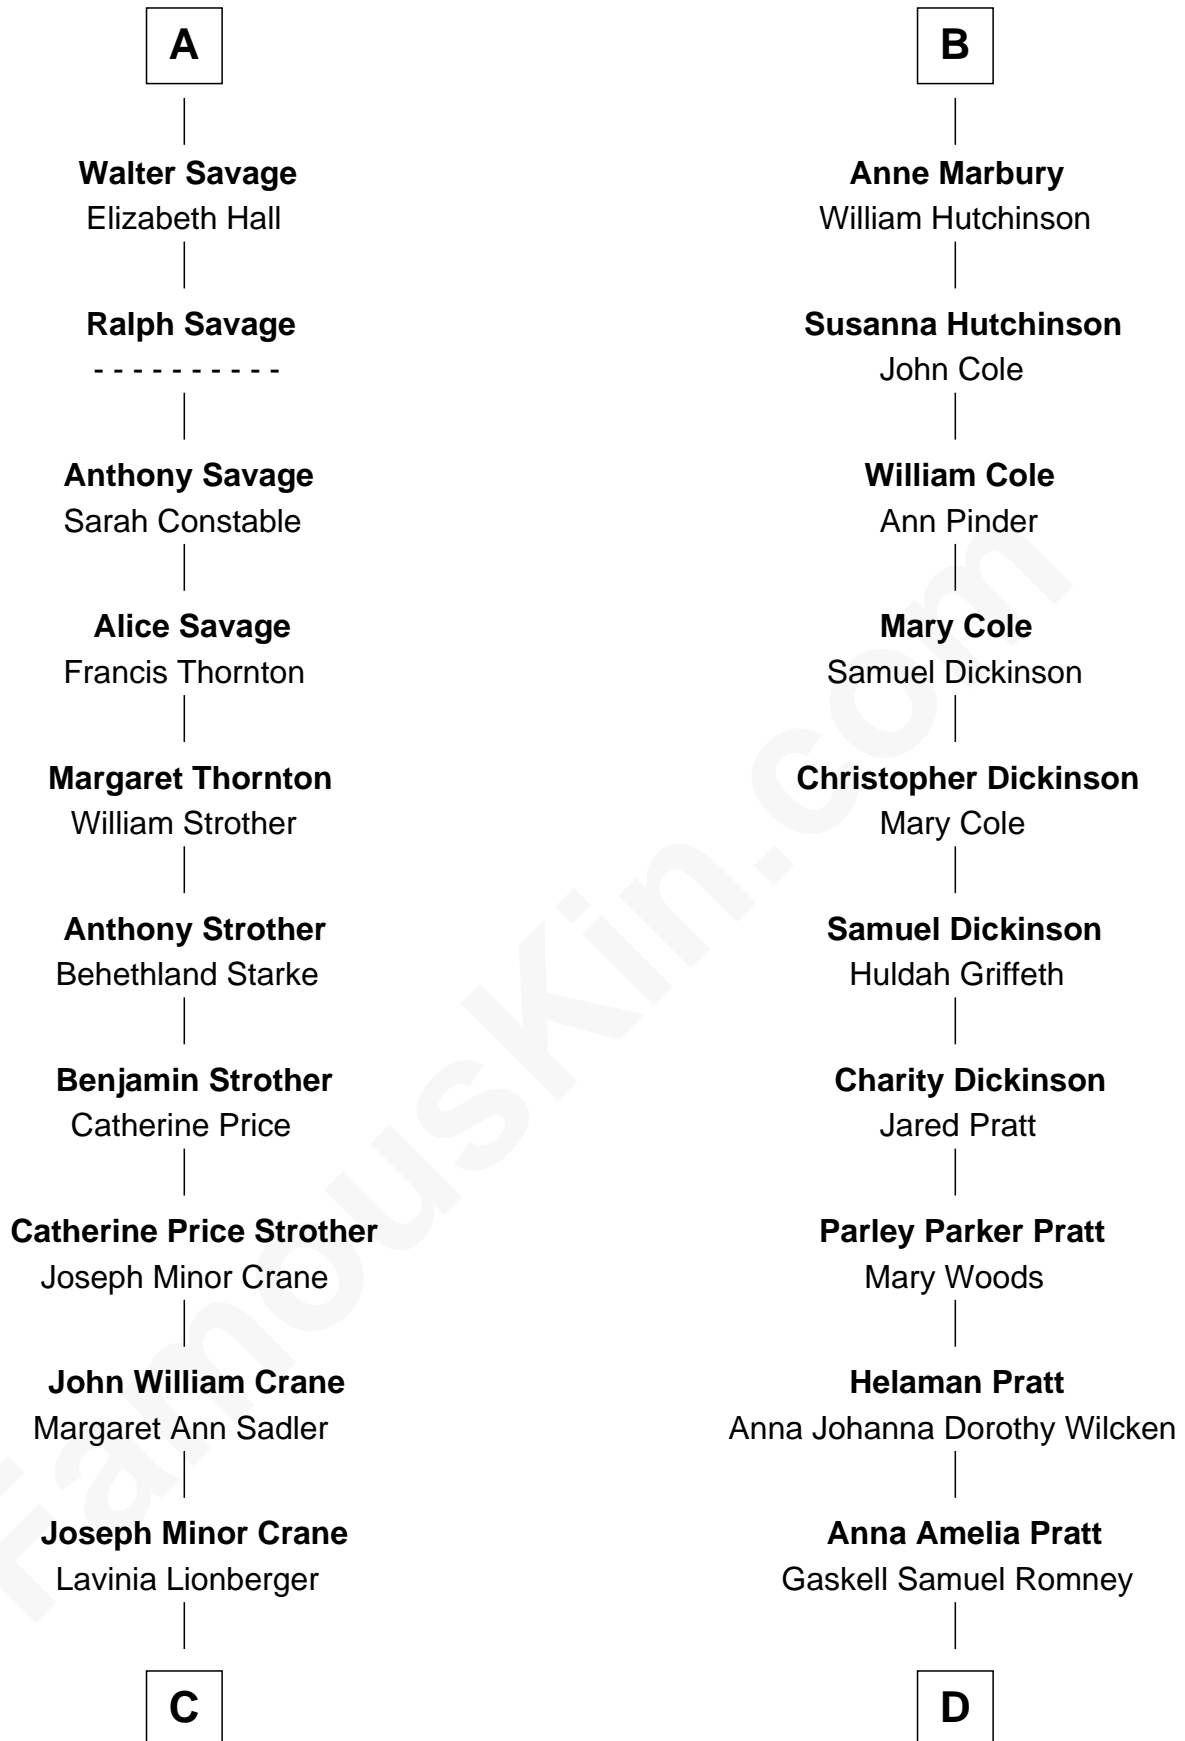 A
Walter Savage
Elizabeth Hall
Ralph Savage
- - - - - - - - - -
Anthony Savage
Sarah Constable
Alice Savage
Francis Thornton
Margaret Thornton
William Strother
Anthony Strother
Behethland Starke
Benjamin Strother
Catherine Price
Catherine Price Strother
Joseph Minor Crane
John William Crane
Margaret Ann Sadler
Joseph Minor Crane
Lavinia Lionberger
C
B
Anne Marbury
William Hutchinson
Susanna Hutchinson
John Cole
William Cole
Ann Pinder
Mary Cole
Samuel Dickinson
Christopher Dickinson
Mary Cole
Samuel Dickinson
Huldah Griffeth
Charity Dickinson
Jared Pratt
Parley Parker Pratt
Mary Woods
Helaman Pratt
Anna Johanna Dorothy Wilcken
Anna Amelia Pratt
Gaskell Samuel Romney
D
FamousKin.com